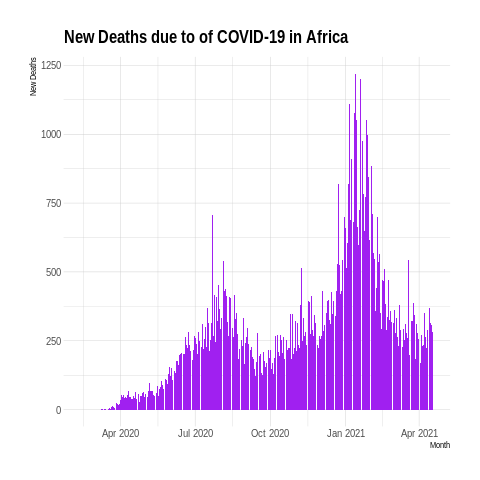 New Deaths due to of COVID-19 in Africa
New Deaths
1250
1000
750
500
250
0
Apr 2020
Jul 2020
Oct 2020
Jan 2021
Apr 2021
Month